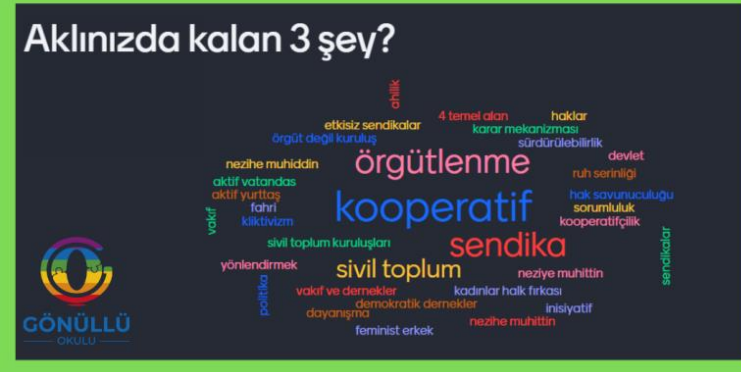 Aklınızda kalan 3 şey?
ahilik
4 temel alan
haklar
etkisiz sendikalar
karar mekanizması
örgüt değil kuruluş
sürdürülebilirlik
nezihe muhiddin
örgütlenme
devlet
ruh serinliği
aktif vatandas
aktif yurttaş
kooperatif
hak savunuculuğu
fahri
sorumluluk
vakıf
kliktivizm
kooperatifçilik
sivil toplum kuruluşları
sendika
sendikalar
yönlendirmek
sivil toplum
neziye muhittin
politika
vakıf ve dernekler
kadınlar halk fırkası
demokratik dernekler
inisiyatif
dayanışma
nezihe muhittin
feminist erkek
GÖNÜLLÜ
OKULU